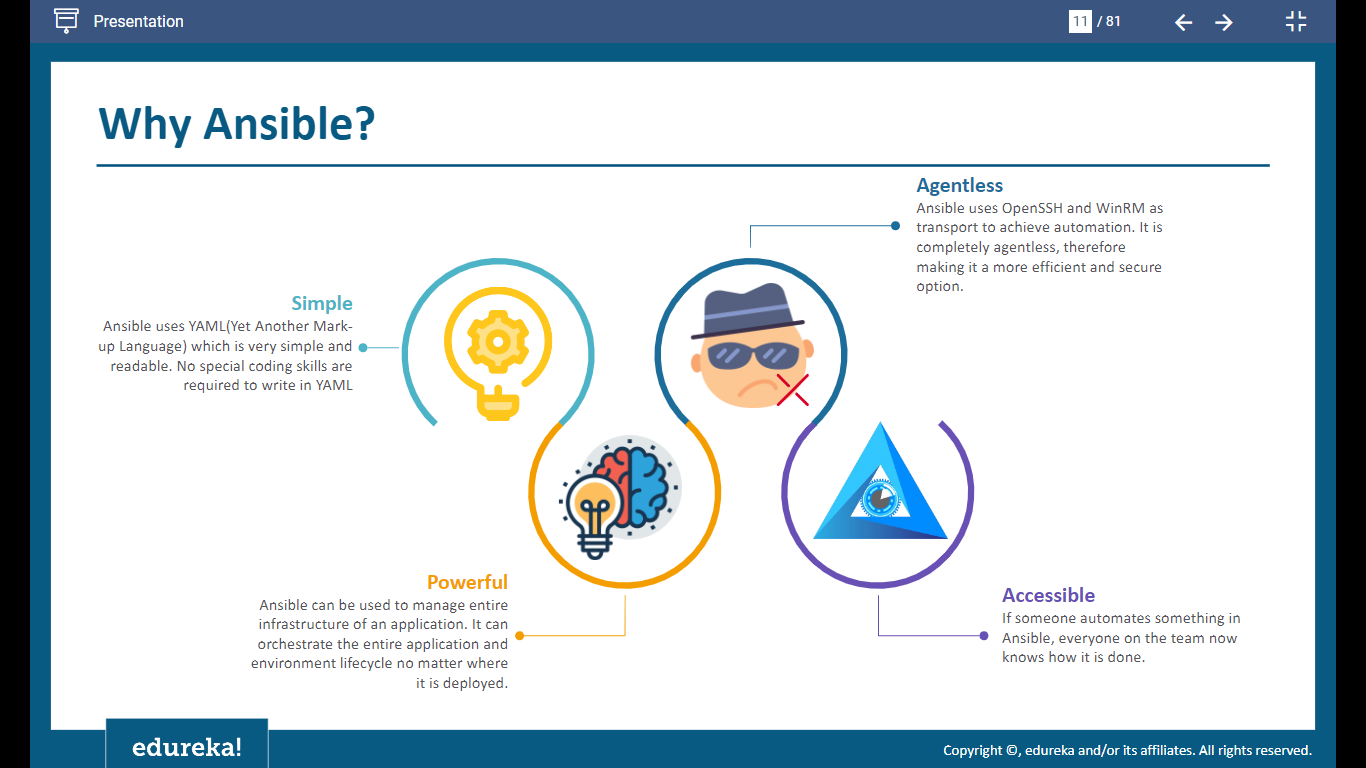 Presentation
11 / 81
Why Ansible?
Agentless
Ansible uses OpenSSH and WinRM as
transport to achieve automation. It is
completely agentless, therefore
making it a more efficient and secure
option.
Simple
Ansible uses YAML(Yet Another Mark-
up Language) which is very simple and
readable. No special coding skills are
required to write in YAML
Powerful
Ansible can be used to manage entire
infrastructure of an application. It can
orchestrate the entire application and
environment lifecycle no matter where
it is deployed.
Accessible
If someone automates something in
Ansible, everyone on the team now
knows how it is done.
edureka!
Copyright ©, edureka and/or its affiliates. All rights reserved.